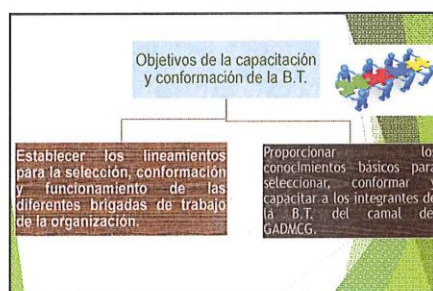 Objetivos de la capacitación
y conformación de la B.T.
Establecer los lineamientos
para la selección, conformación
y funcionamiento de las
diferentes brigadas de trabajo
de la organización.
Proporcionar lo
conocimientos básicos para
seleccionar, conformar y
capacitar a los integrantes de
la B.T. del camal de
GADMCG.